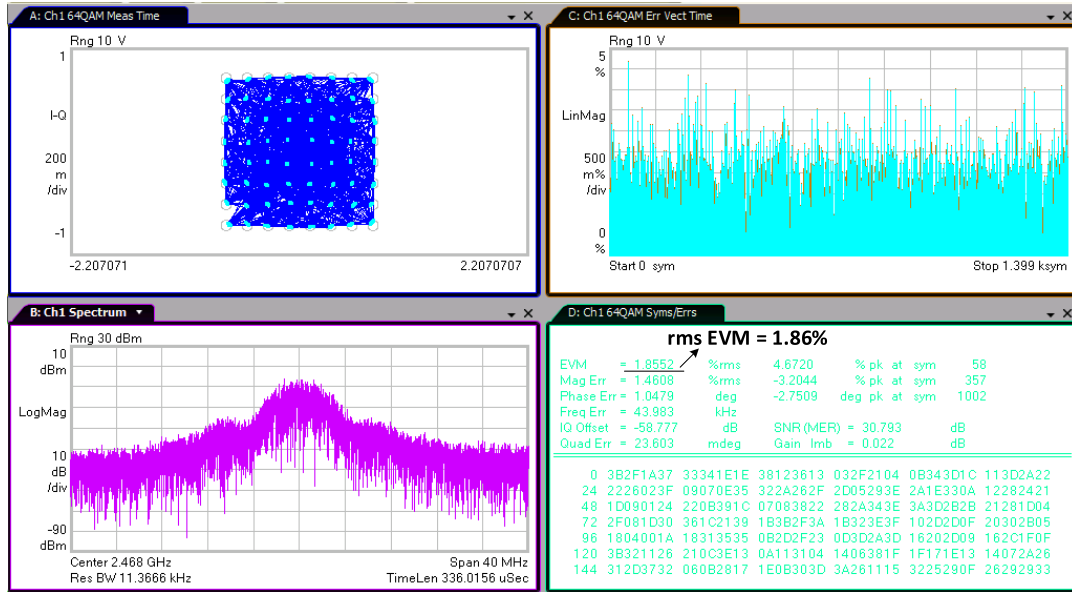 A: Ch1 64QAM Meas Time
Rng 10 V
1
I-Q
200
m
/div
-1
-2.207071
2.2070707
C: Ch1 64QAM Err Vect Time
Rng 10 V
5
%
LinMag
500
m%
/div
0
%
Start 0 sym
Stop 1.399 ksym
B: Ch1 Spectrum
Rng 30 dBm
10
dBm
LogMag
10
dB
/div
-90
dBm
Center 2.468 GHz
Span 40 MHz
Res BW 11.3666 kHz
TimeLen 336.0156 uSec
D: Ch1 64QAM Syms/Errs
rms EVM = 1.86%
EVM = 1.8552 %rms 4.6720 % pk at sym 58
Mag Err = 1.4608 %rms -3.2044 % pk at sym 357
Phase Err = 1.0479 deg -2.7509 deg pk at sym 1002
Freq Err = 43.983 kHz
IQ Offset = -58.777 dB SNR (MER) = 30.793 dB
Quad Err = 23.603 mdeg Gain Imb = 0.022 dB
0 3B2F1A37 33341E1E 38123613 032F2104 0B343D1C 113D2A22
24 2226023F 09070E35 322A262F 2D05293E 2A1E330A 12282421
48 1D090124 220B391C 07083822 282A343E 3A3D2B2B 21281D04
72 2F081D30 361C2139 1B3B2F3A 1B323E3F 102D2D0F 20302B05
96 1804001A 18313535 0B2D2F23 0D3D2A3D 16202D09 162C1F0F
120 3B321126 210C3E13 0A113104 1406381F 1F171E13 14072A26
144 312D3732 060B2817 1E0B303D 3A261115 3225290F 26292933